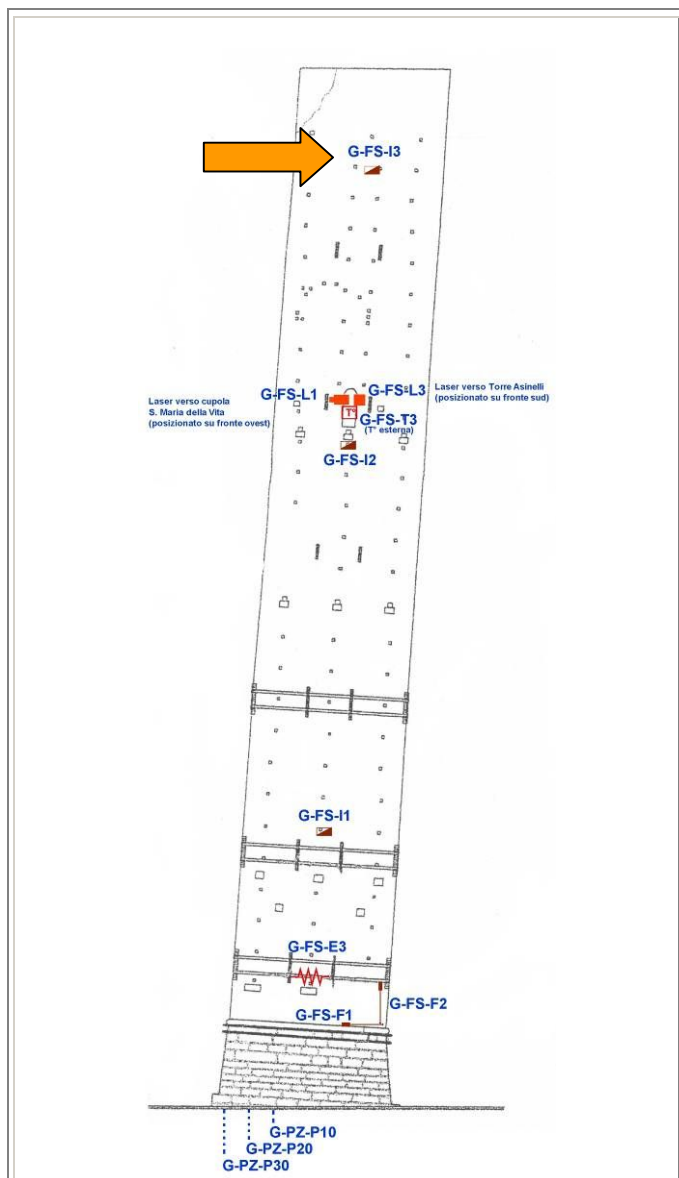 G-FS-I3
G-FS-L1
G-FS-L3
Laser verso cupola
S. Maria della Vita
(posizionato su fronte ovest)
Laser verso Torre Asinelli
(posizionato su fronte sud)
T°
G-FS-T3
(T° esterna)
G-FS-I2
G-FS-I1
G-FS-E3
G-FS-F2
G-FS-F1
G-PZ-P10
G-PZ-P20
G-PZ-P30